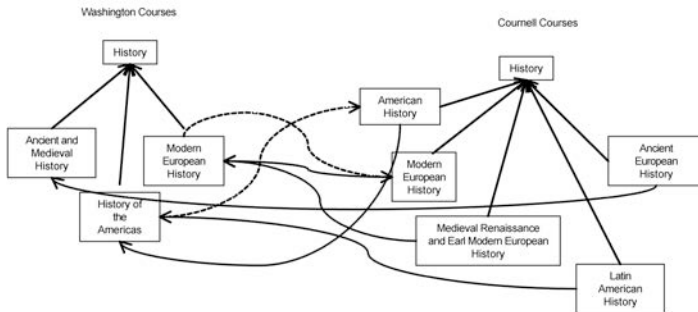 Washington Courses
Cournell Courses
History
History
American
History
Ancient and
Medieval
History
Modern
European
History
Modern
European
History
Ancient
European
History
History of
the
Americas
Medieval Renaissance
and Earl Modern European
History
Latin
American
History